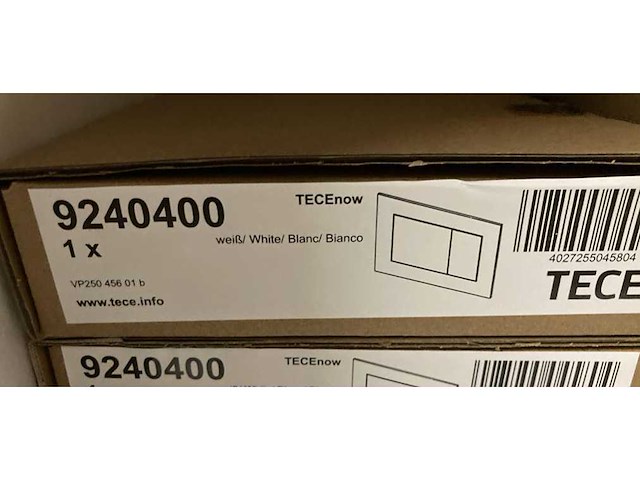 9240400
TECEnow
1 x
weiß/ White/ Blanc/ Bianco
VP250 456 01 b
www.tece.info
4027255045804
TECE
9240400
TECEnow